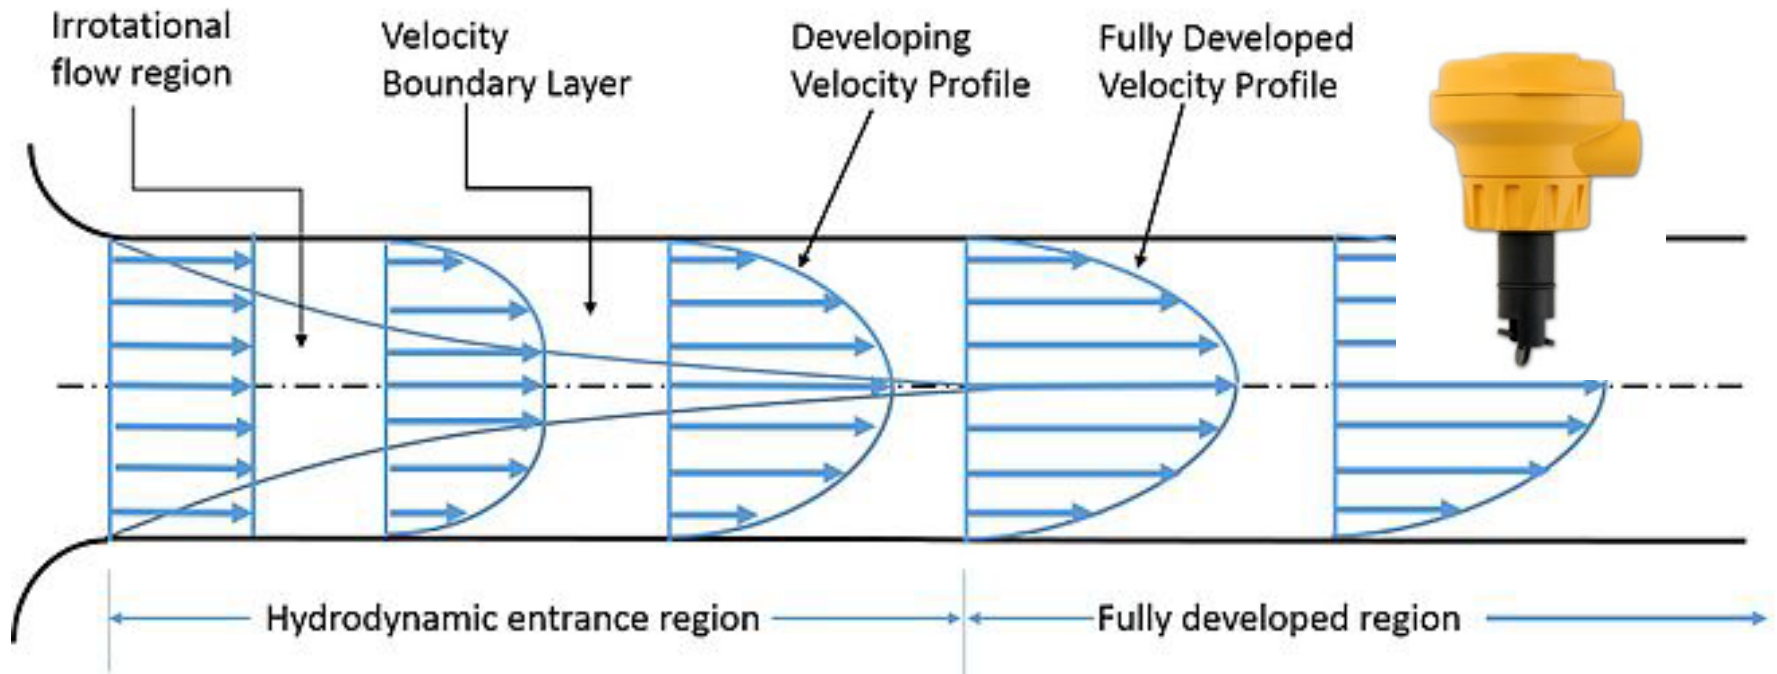 Irrotational
flow region
Velocity
Boundary Layer
Developing
Velocity Profile
Fully Developed
Velocity Profile
Hydrodynamic entrance region
Fully developed region